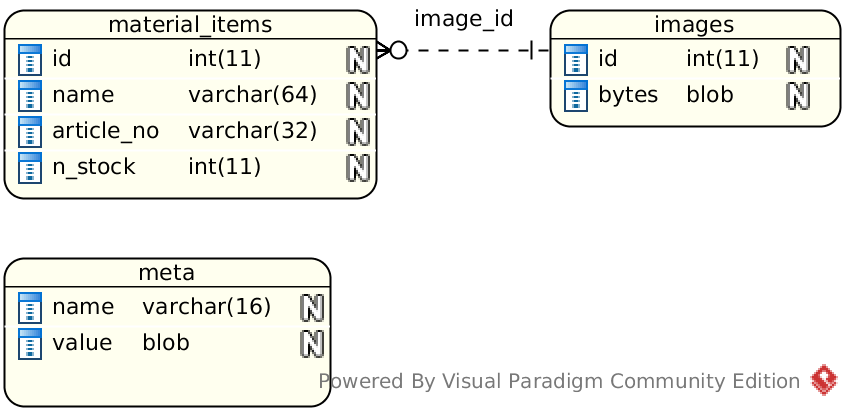 material_items
id int(11) N
name varchar(64) N
article_no varchar(32) N
n_stock int(11) N
image_id
images
id int(11) N
bytes blob N
meta
name varchar(16) N
value blob N
Powered By Visual Paradigm Community Edition